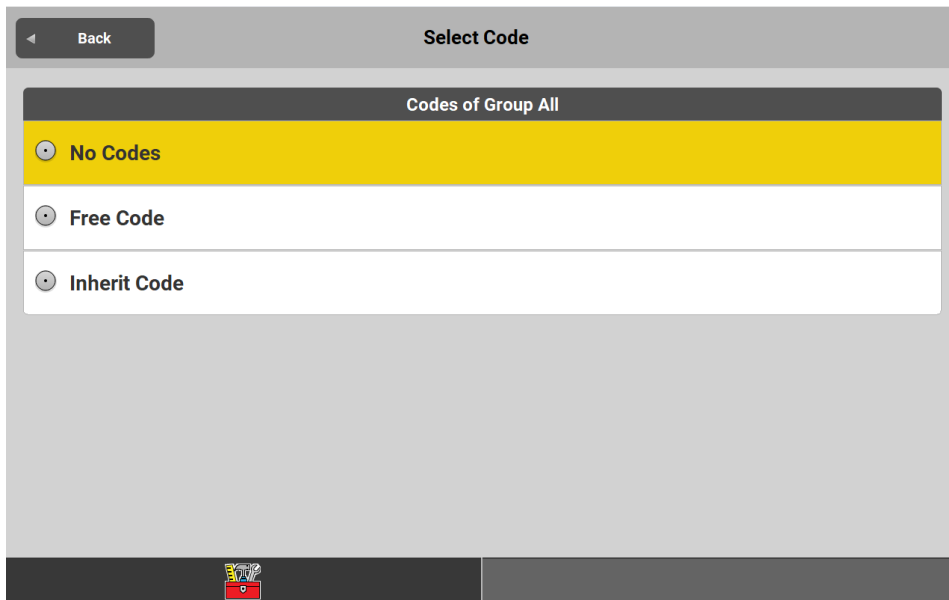 Back
Select Code
Codes of Group All
No Codes
Free Code
Inherit Code